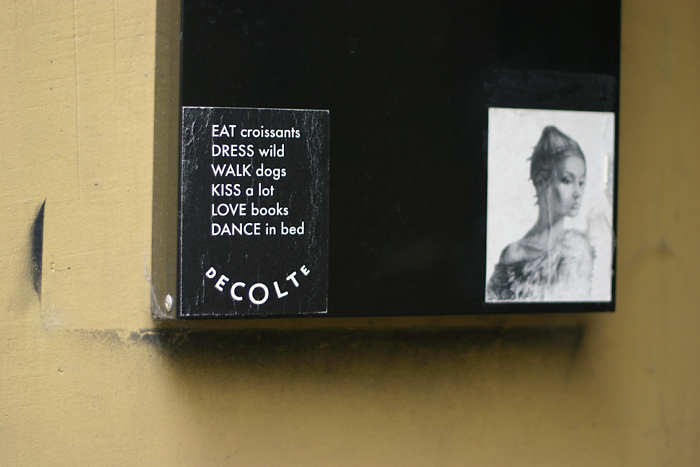 EAT croissants
DRESS wild
WALK dogs
KISS a lot
LOVE books
DANCE in bed
DECOLTE